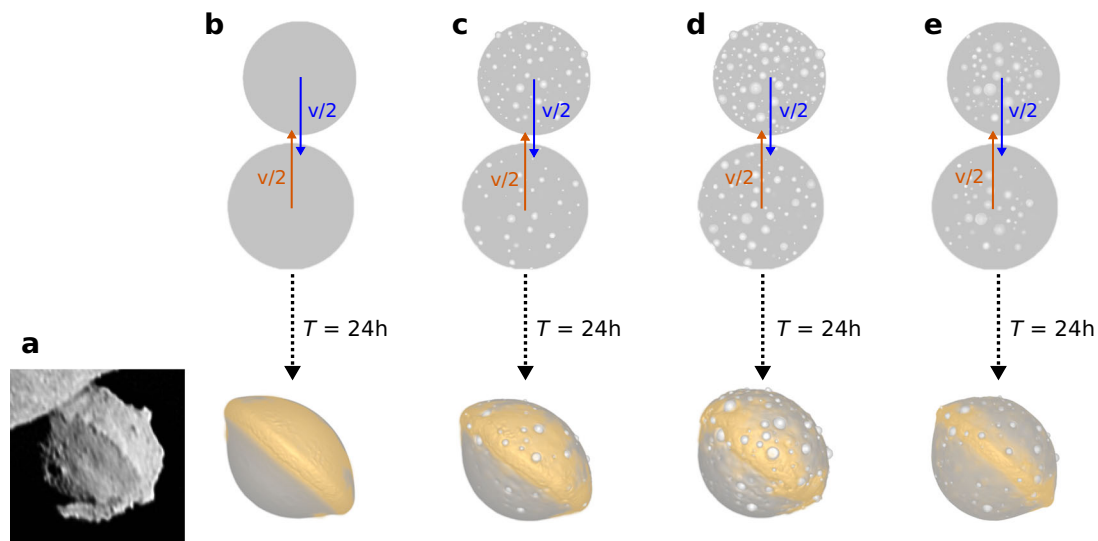 b
c
d
e
v/2
v/2
v/2
v/2
v/2
v/2
v/2
v/2
T = 24h
T = 24h
T = 24h
T = 24h
a